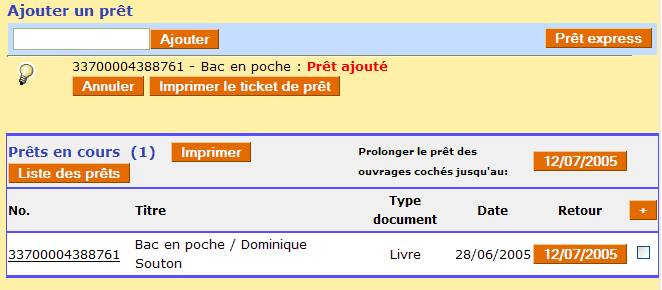 Ajouter un prêt
Ajouter Prêt express
33700004388761 - Bac en poche : Prêt ajouté
Annuler Imprimer le ticket de prêt
Prêts en cours (1) Imprimer
Liste des prêts
Prolonger le prêt des
ouvrages cochés jusqu'au:
12/07/2005
No. Titre Type document Date Retour +
33700004388761 Bac en poche / Dominique Souton Livre 28/06/2005 12/07/2005